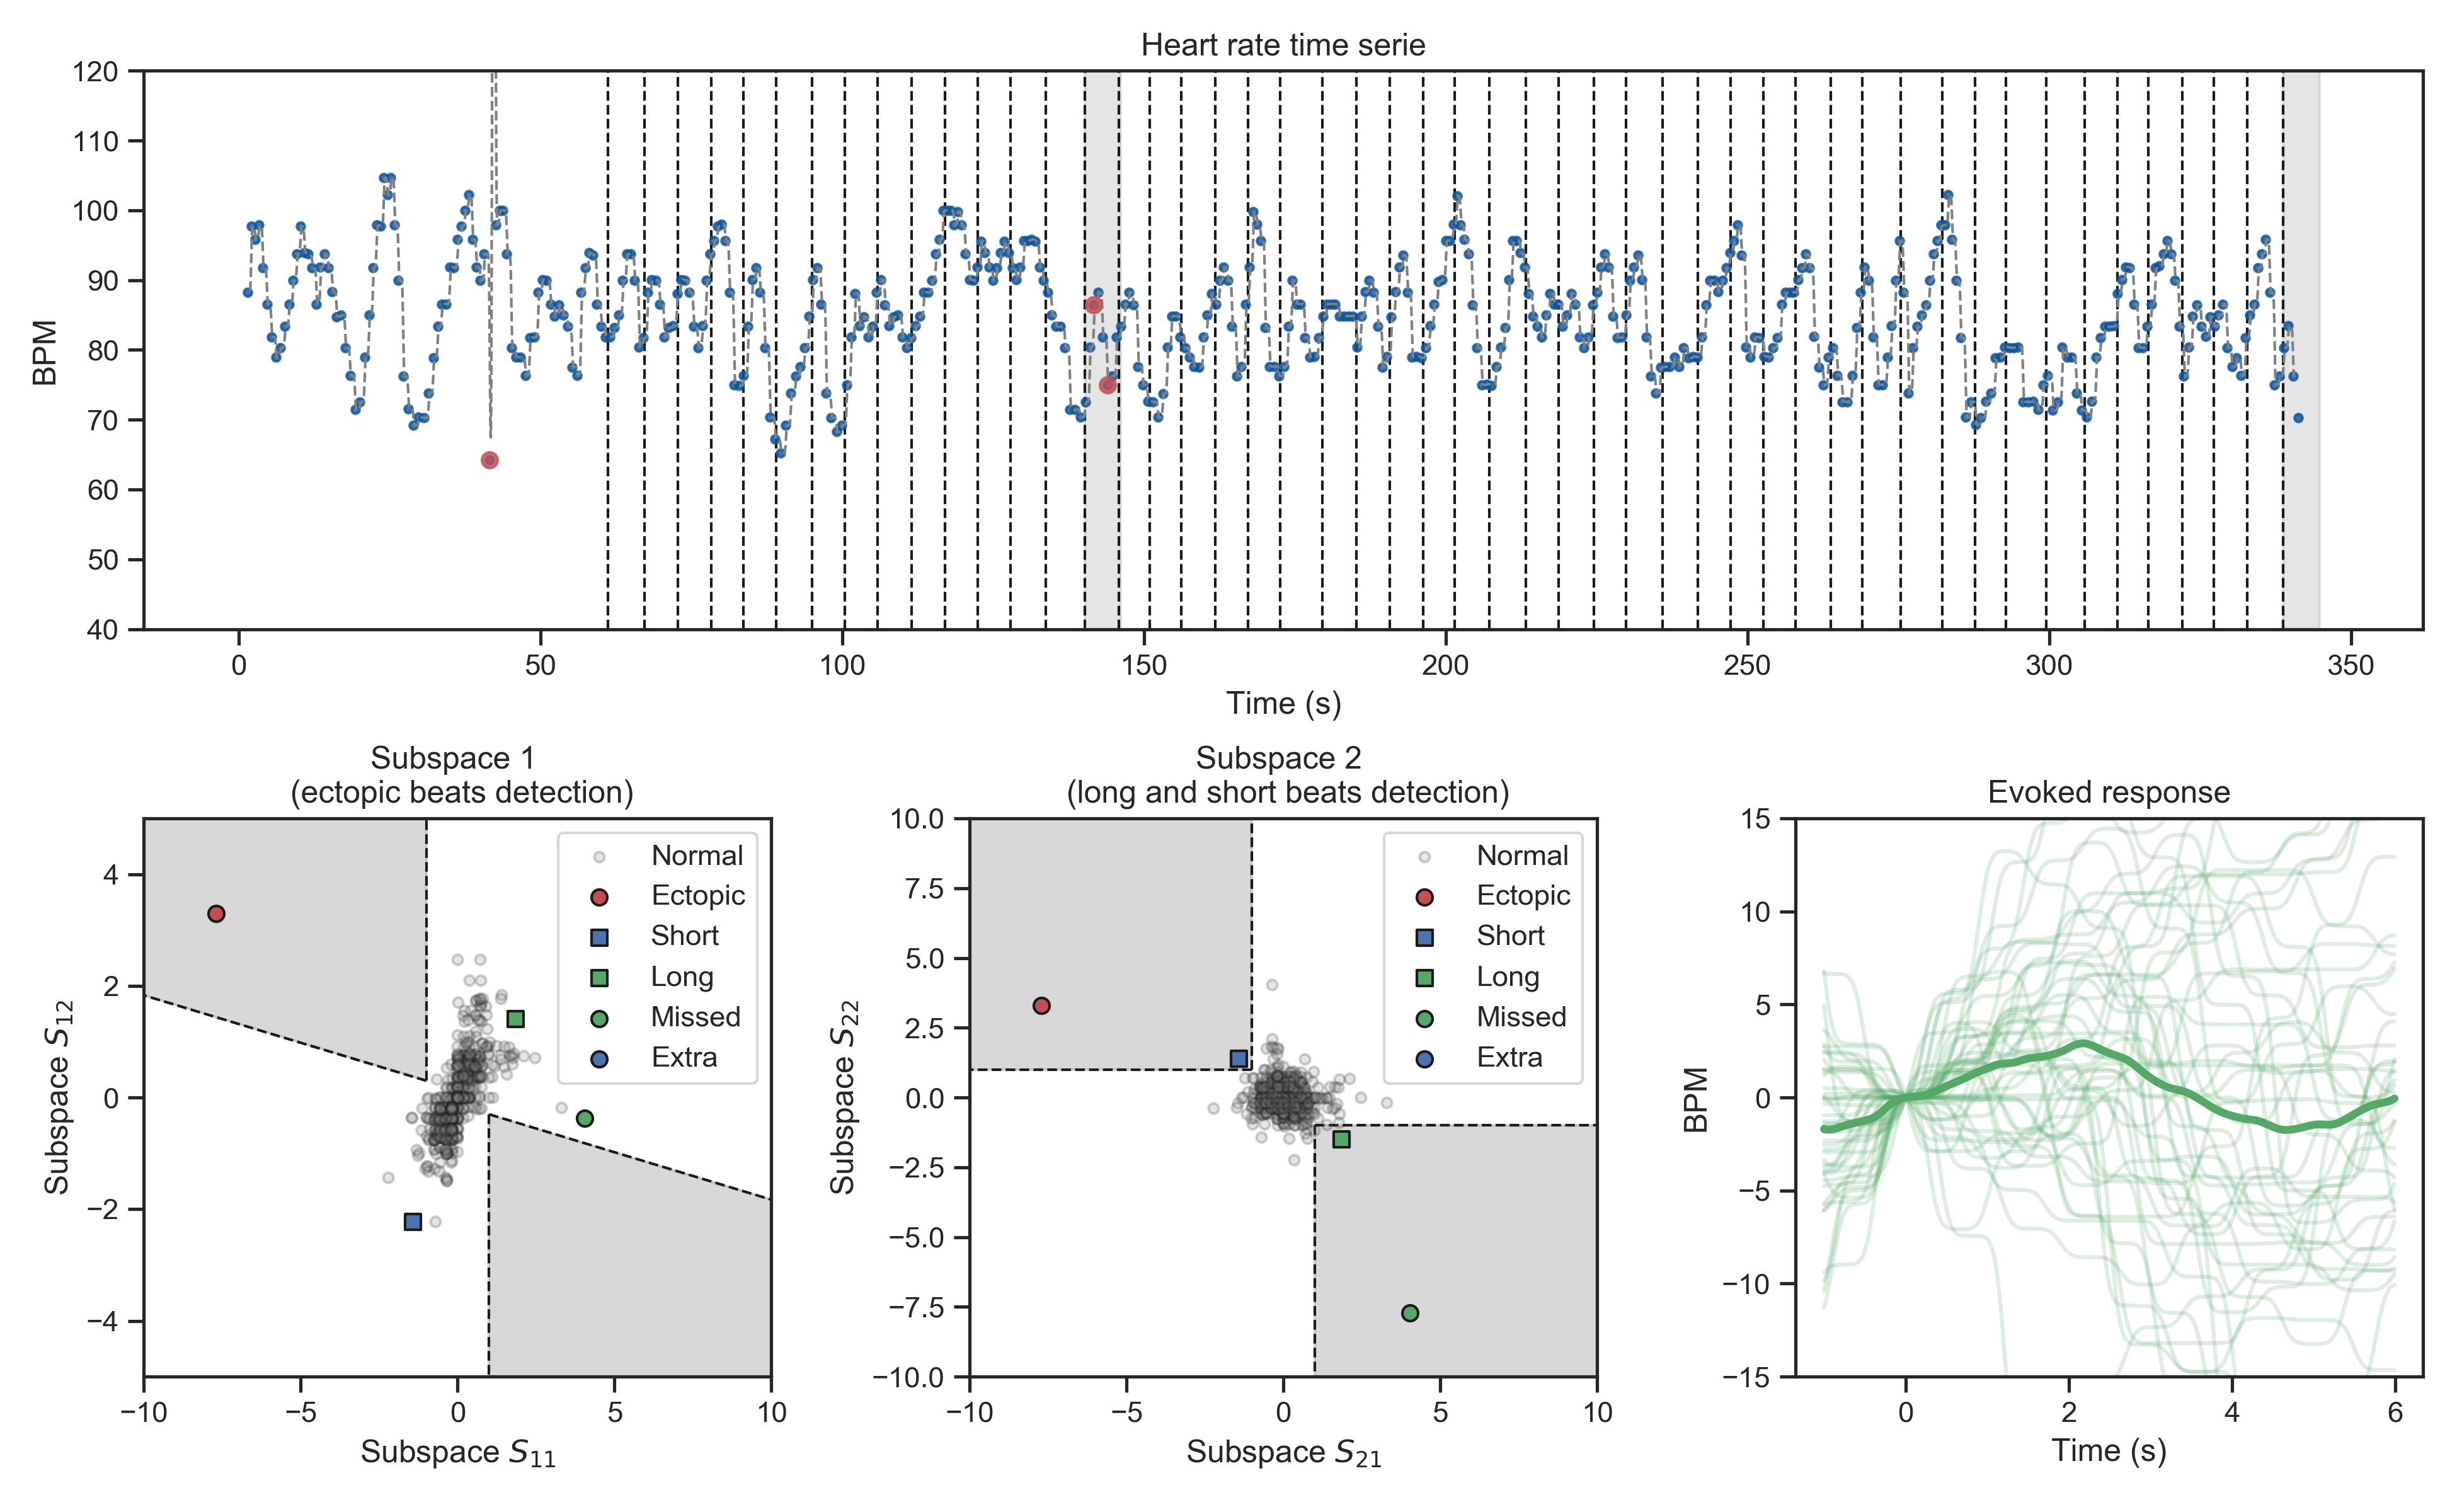 Heart rate time serie
120
110
100
90
80
70
60
50
40
BPM
0 50 100 150 200 250 300 350
Time (s)
Subspace 1
(ectopic beats detection)
4
2
0
−2
−4
Subspace S12
Normal
Ectopic
Short
Long
Missed
Extra
−10 −5 0 5 10
Subspace S11
Subspace 2
(long and short beats detection)
10.0
7.5
5.0
2.5
0.0
−2.5
−5.0
−7.5
−10.0
Subspace S22
Normal
Ectopic
Short
Long
Missed
Extra
−10 −5 0 5 10
Subspace S21
Evoked response
15
10
5
0
−5
−10
−15
BPM
0 2 4 6
Time (s)